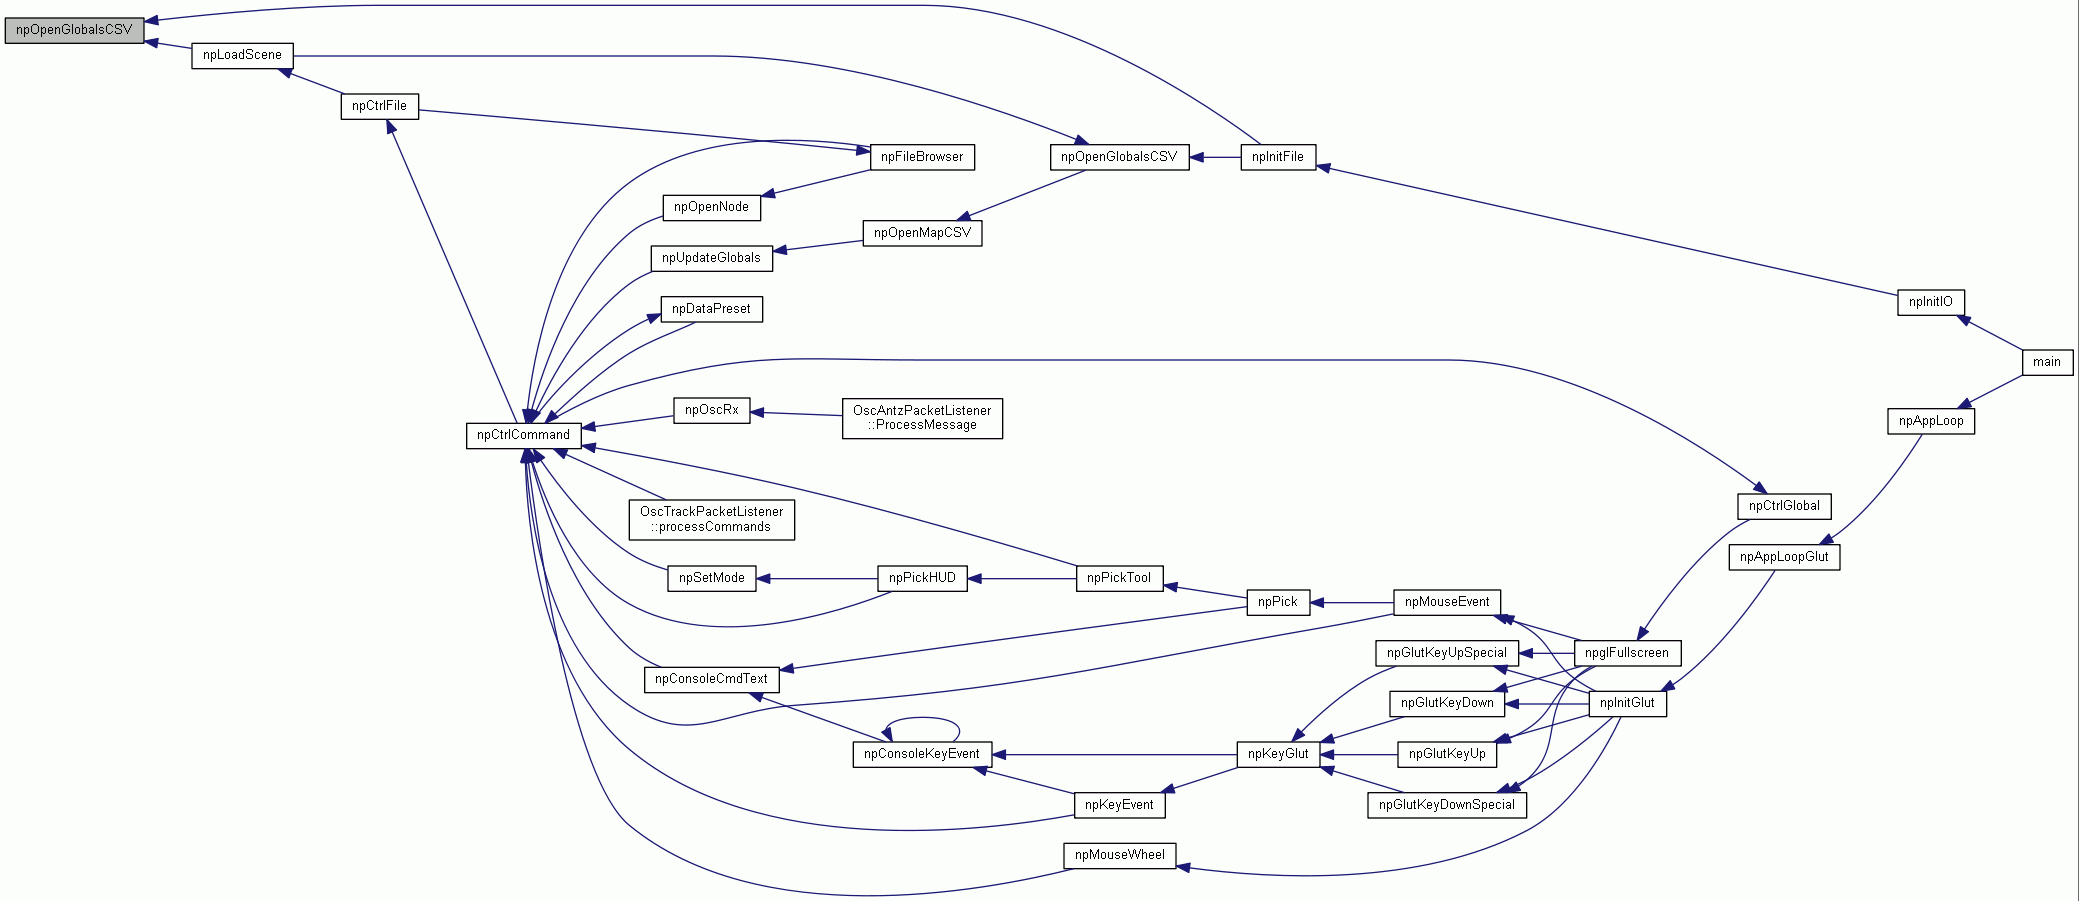 npOpenGlobalsCSV
npLoadScene
npCtrlFile
npFileBrowser
npOpenGlobalsCSV
npInitFile
npOpenNode
npOpenMapCSV
npUpdateGlobals
npDataPreset
npInitIO
main
npOscRx
OscAntzPacketListener
::ProcessMessage
npAppLoop
npCtrlCommand
npCtrlGlobal
OscTrackPacketListener
::processCommands
npAppLoopGlut
npSetMode
npPickHUD
npPickTool
npPick
npMouseEvent
npGlutKeyUpSpecial
npglFullscreen
npConsoleCmdText
npGlutKeyDown
npInitGlut
npConsoleKeyEvent
npKeyGlut
npGlutKeyUp
npKeyEvent
npGlutKeyDownSpecial
npMouseWheel